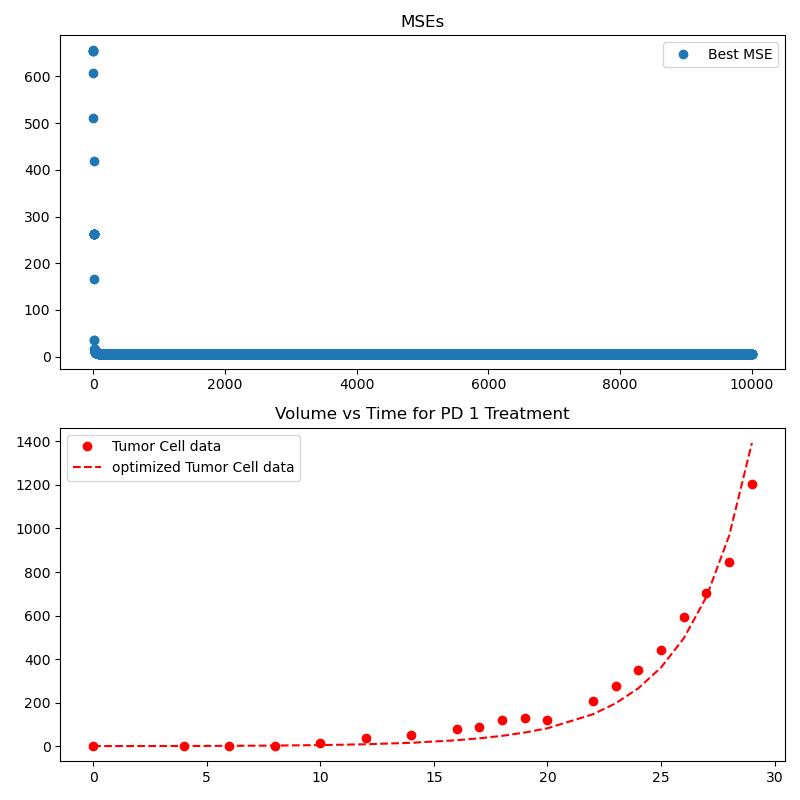 MSEs
Best MSE
600
500
400
300
200
100
0
0 2000 4000 6000 8000 10000
Volume vs Time for PD 1 Treatment
Tumor Cell data
optimized Tumor Cell data
1400
1200
1000
800
600
400
200
0
0 5 10 15 20 25 30